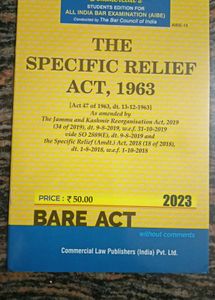 STUDENTS EDITION FOR
ALL INDIA BAR EXAMINATION (AIBE)
Conducted by The Bar Council of India
THE
SPECIFIC RELIEF
ACT, 1963
[Act 47 of 1963, dt. 13-12-1963]
As amended by
The Jammu and Kashmir Reorganisation Act, 2019
(34 of 2019), dt. 9-8-2019, w.e.f. 31-10-2019
vide SO 2889(E), dt. 9-8-2019 and
the Specific Relief (Amdt.) Act, 2018 (18 of 2018),
dt. 1-8-2018, w.e.f. 1-10-2018
PRICE : ₹ 50.00
2023
BARE ACT
without comments
Commercial Law Publishers (India) Pvt. Ltd.